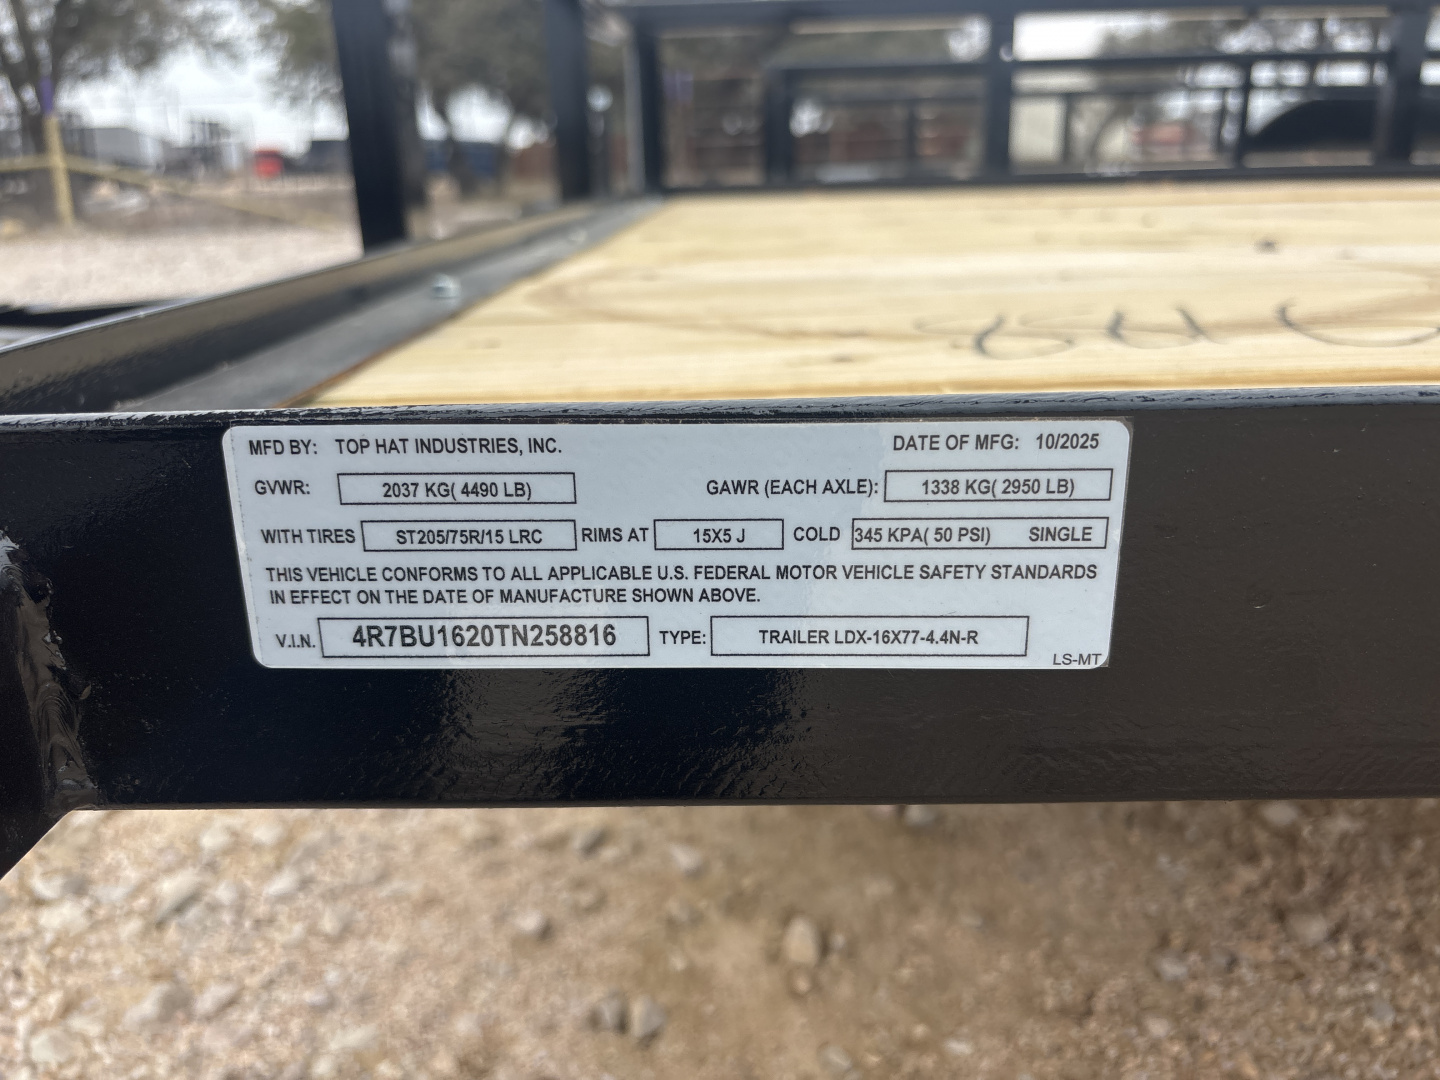 MFD BY: TOP HAT INDUSTRIES, INC. DATE OF MFG: 10/2025
GVWR: 2037 KG( 4490 LB) GAWR (EACH AXLE): 1338 KG( 2950 LB)
WITH TIRES ST205/75R/15 LRC RIMS AT 15X5 J COLD 345 KPA( 50 PSI) SINGLE
THIS VEHICLE CONFORMS TO ALL APPLICABLE U.S. FEDERAL MOTOR VEHICLE SAFETY STANDARDS
IN EFFECT ON THE DATE OF MANUFACTURE SHOWN ABOVE.
V.I.N. 4R7BU1620TN258816 TYPE: TRAILER LDX-16X77-4.4N-R
LS-MT